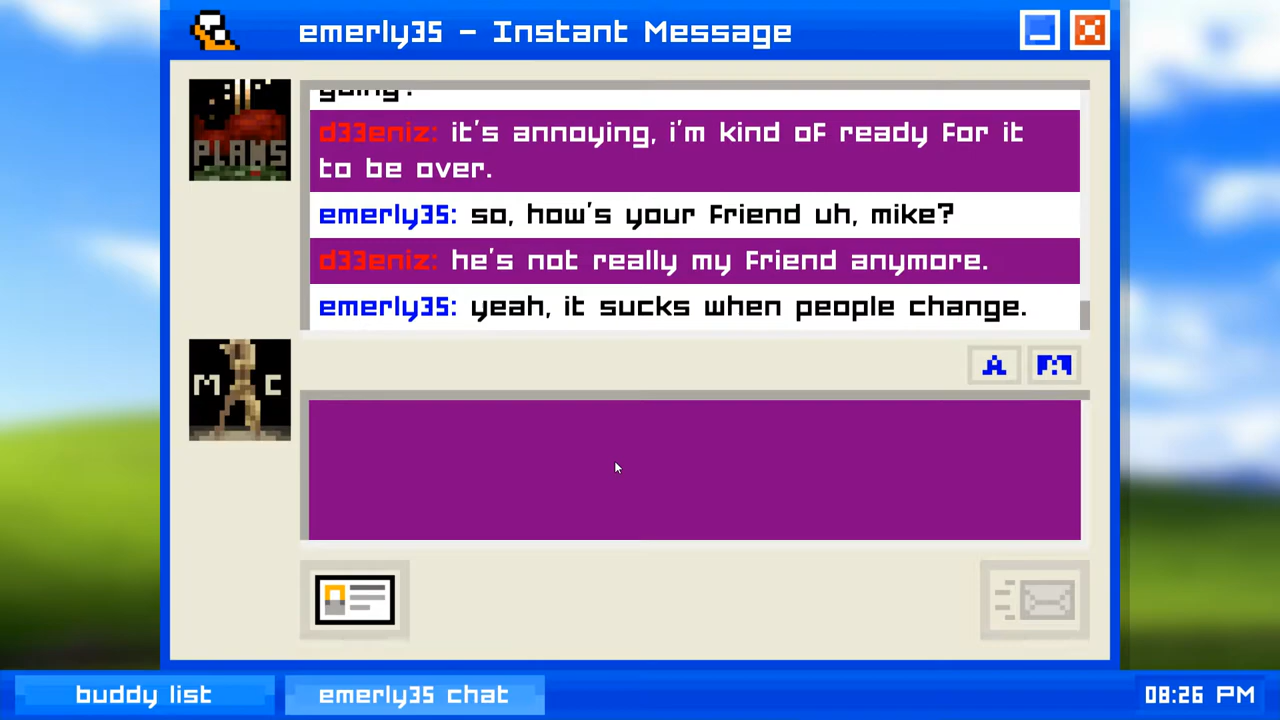 emerly35 - Instant Message
going?
d33eniz: it's annoying, i'm kind of ready for it
to be over.
emerly35: so, how's your friend uh, mike?
d33eniz: he's not really my friend anymore.
emerly35: yeah, it sucks when people change.
PLANS
M C
A
buddy list
emerly35 chat
08:26 PM